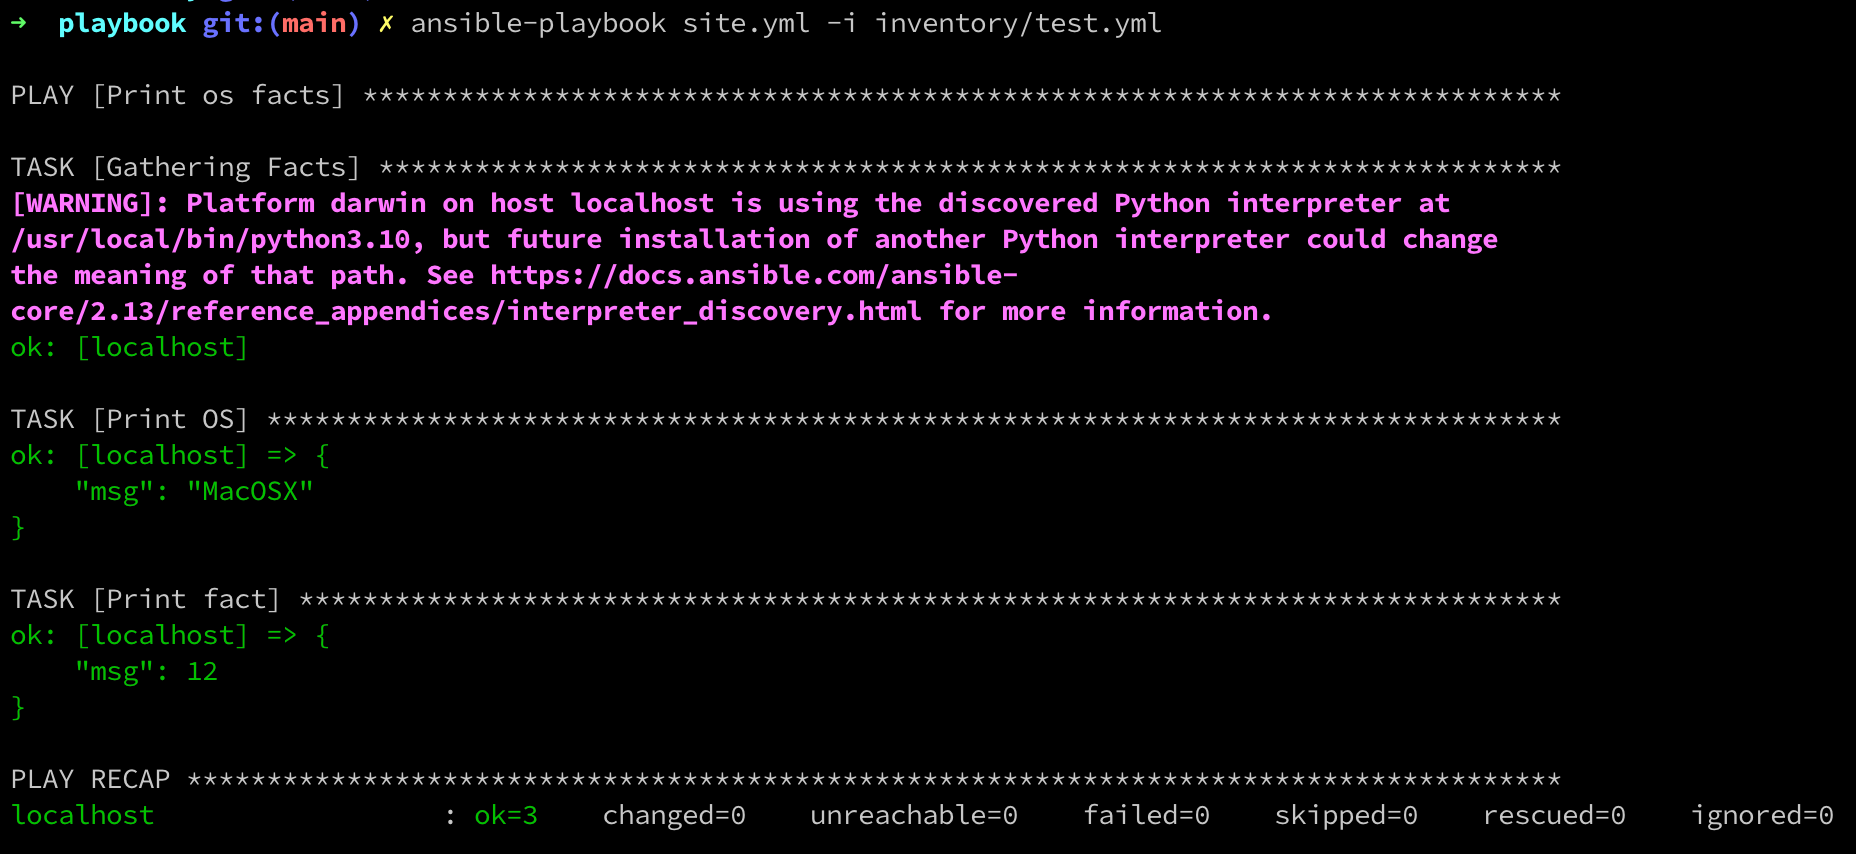 ➜  playbook git:(main) ✗ ansible-playbook site.yml -i inventory/test.yml
PLAY [Print os facts] ***************************************************************************
TASK [Gathering Facts] **************************************************************************
[WARNING]: Platform darwin on host localhost is using the discovered Python interpreter at
/usr/local/bin/python3.10, but future installation of another Python interpreter could change
the meaning of that path. See https://docs.ansible.com/ansible-
core/2.13/reference_appendices/interpreter_discovery.html for more information.
ok: [localhost]
TASK [Print OS] *********************************************************************************
ok: [localhost] => {
    "msg": "MacOSX"
}
TASK [Print fact] *******************************************************************************
ok: [localhost] => {
    "msg": 12
}
PLAY RECAP **************************************************************************************
localhost                  : ok=3    changed=0    unreachable=0    failed=0    skipped=0    rescued=0    ignored=0